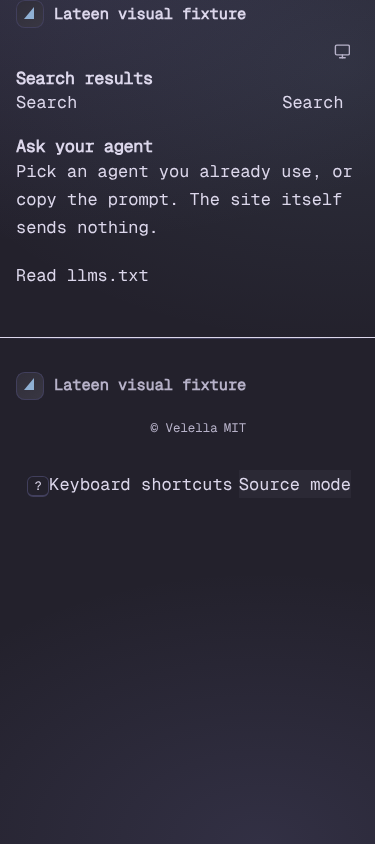 Lateen visual fixture
Search results
Search Search
Ask your agent
Pick an agent you already use, or
copy the prompt. The site itself
sends nothing.
Read llms.txt
Lateen visual fixture
© Velella MIT
? Keyboard shortcuts Source mode